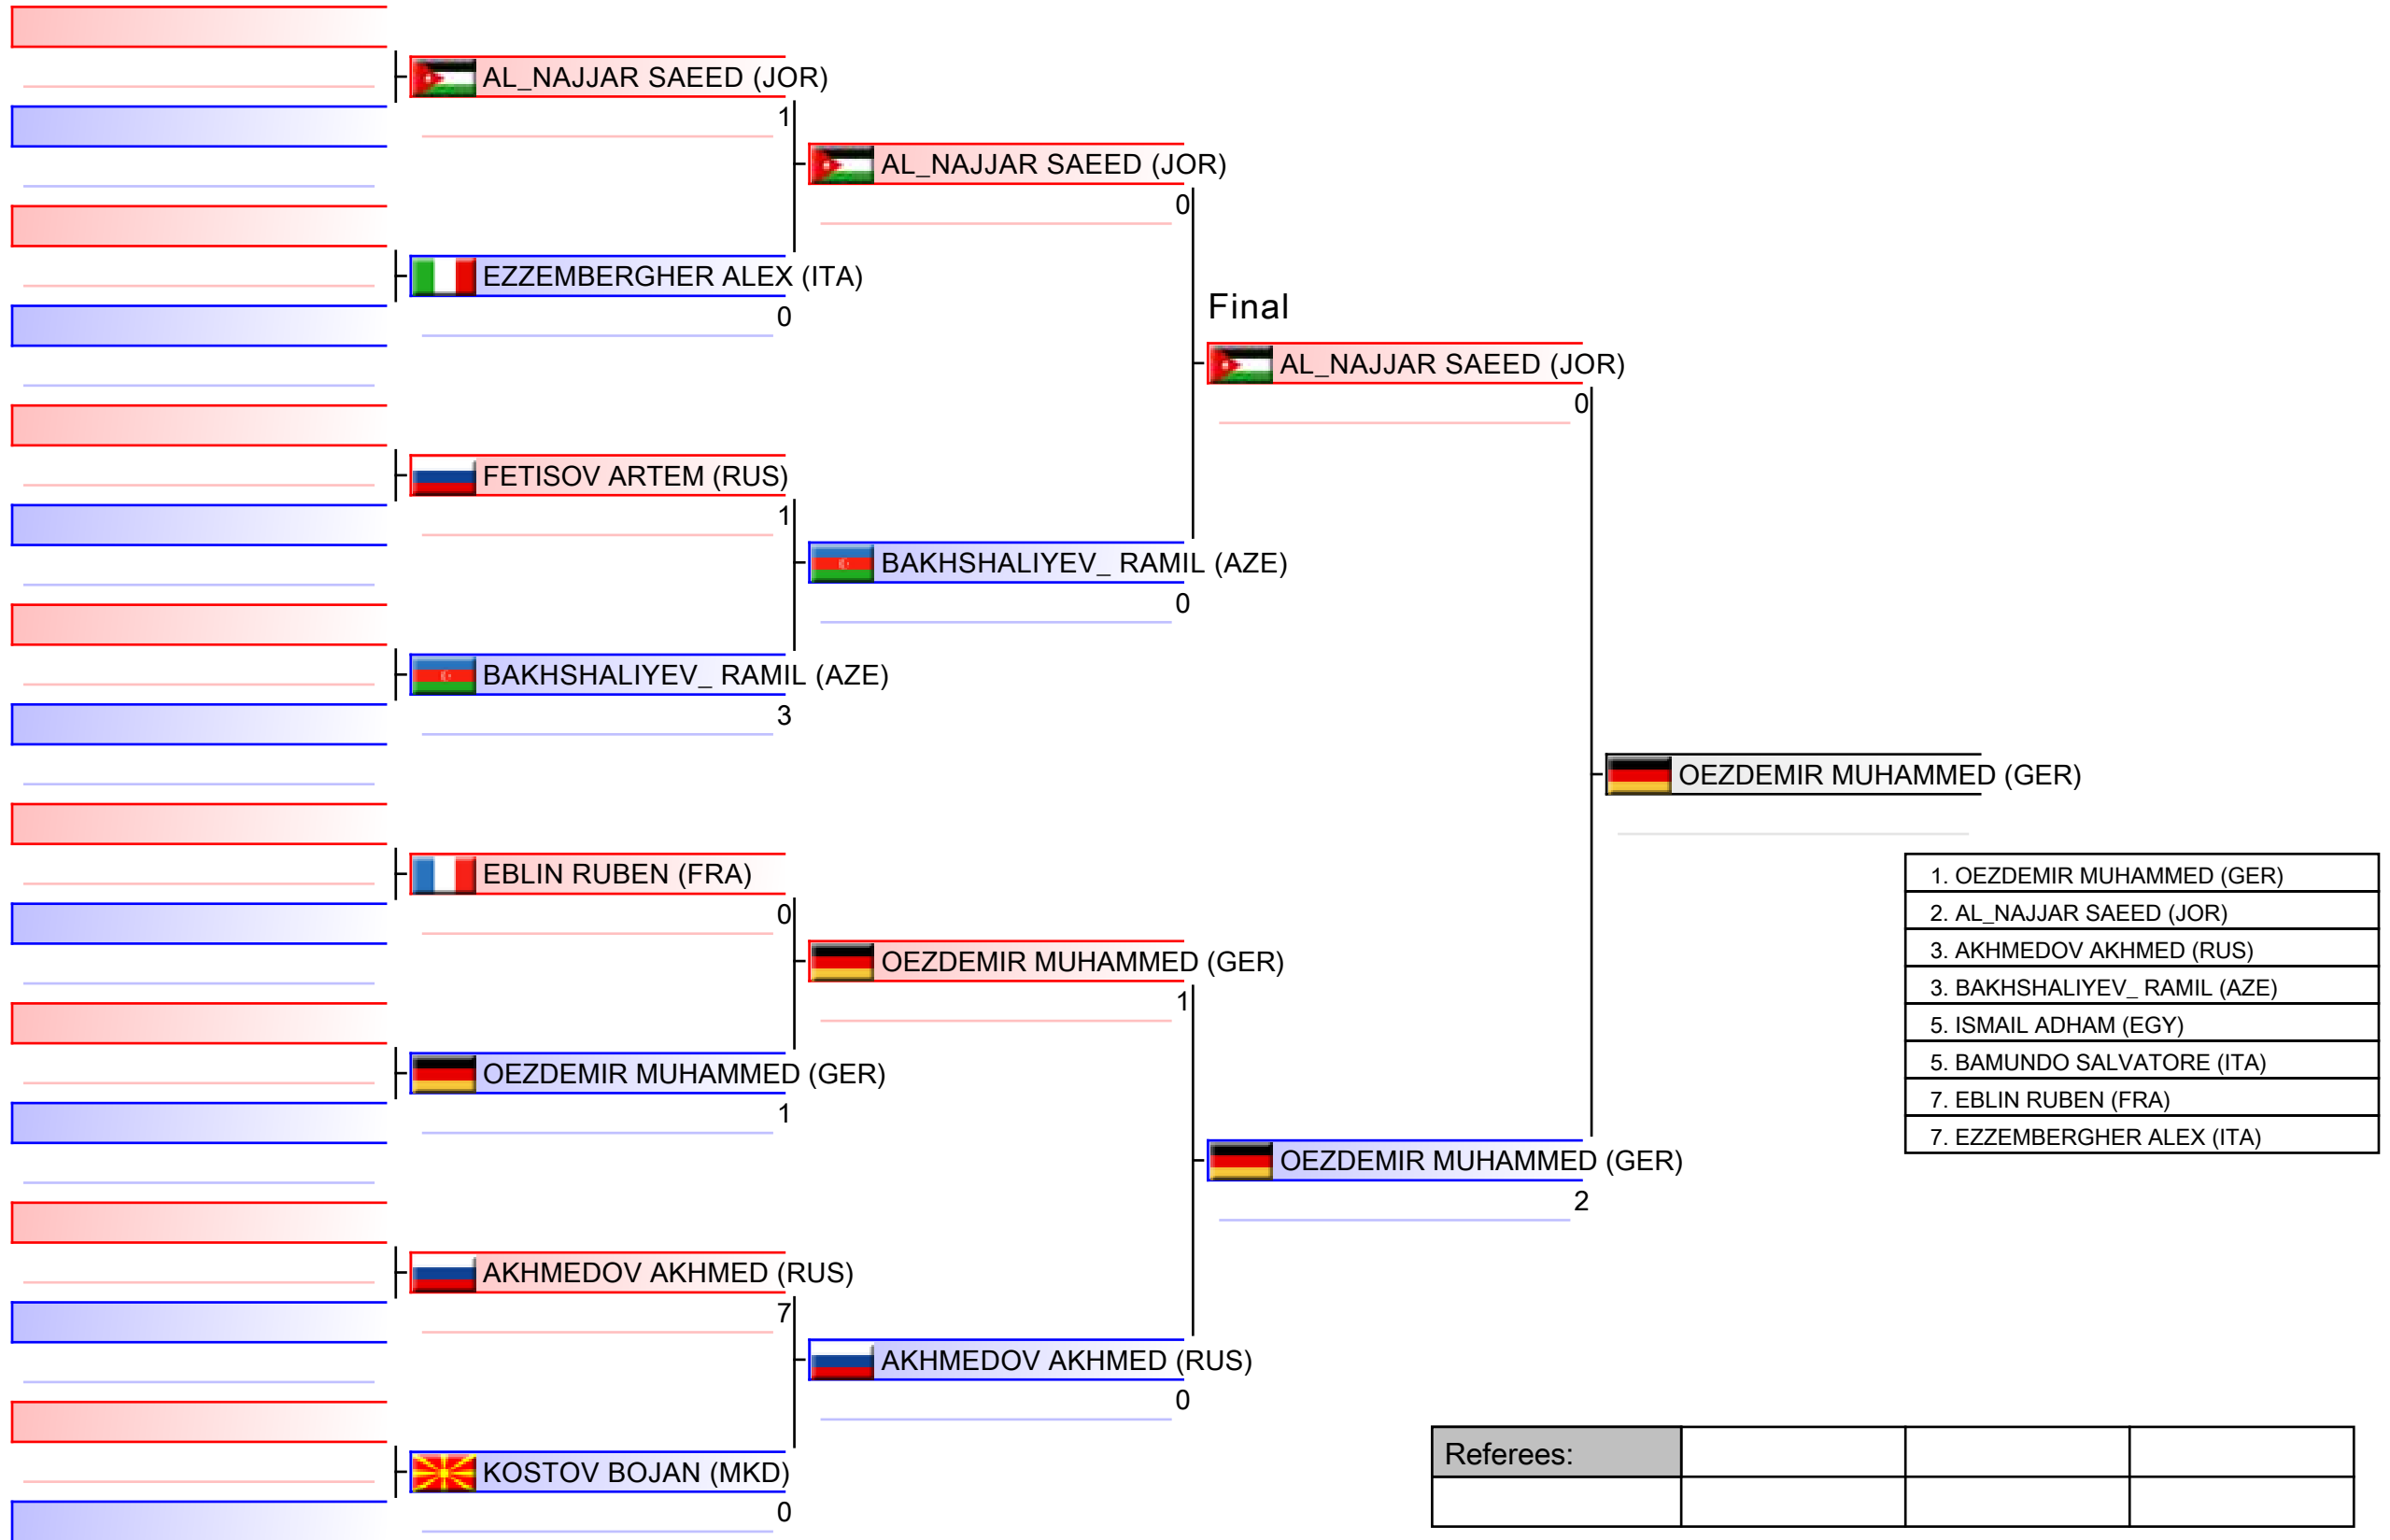 AL_NAJJAR SAEED (JOR)
1
EZZEMBERGHER ALEX (ITA)
0
FETISOV ARTEM (RUS)
1
BAKHSHALIYEV_ RAMIL (AZE)
3
EBLIN RUBEN (FRA)
0
OEZDEMIR MUHAMMED (GER)
1
AKHMEDOV AKHMED (RUS)
7
KOSTOV BOJAN (MKD)
0
AL_NAJJAR SAEED (JOR)
0
BAKHSHALIYEV_ RAMIL (AZE)
0
OEZDEMIR MUHAMMED (GER)
1
AKHMEDOV AKHMED (RUS)
0
Final
AL_NAJJAR SAEED (JOR)
0
OEZDEMIR MUHAMMED (GER)
2
OEZDEMIR MUHAMMED (GER)
1. OEZDEMIR MUHAMMED (GER)
2. AL_NAJJAR SAEED (JOR)
3. AKHMEDOV AKHMED (RUS)
3. BAKHSHALIYEV_ RAMIL (AZE)
5. ISMAIL ADHAM (EGY)
5. BAMUNDO SALVATORE (ITA)
7. EBLIN RUBEN (FRA)
7. EZZEMBERGHER ALEX (ITA)
Referees: